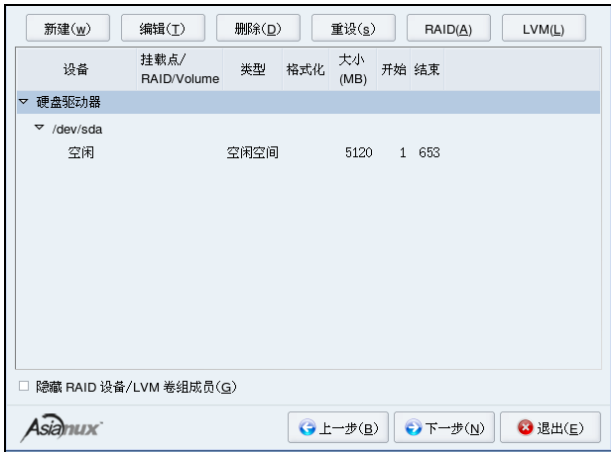 新建(w) 编辑(T) 删除(D) 重设(s) RAID(A) LVM(L)
设备 挂载点/RAID/Volume 类型 格式化 大小(MB) 开始 结束
硬盘驱动器
/dev/sda
空闲 空闲空间 5120 1 653
隐藏 RAID 设备/LVM 卷组成员(G)
Asianux 上一步(B) 下一步(N) 退出(E)